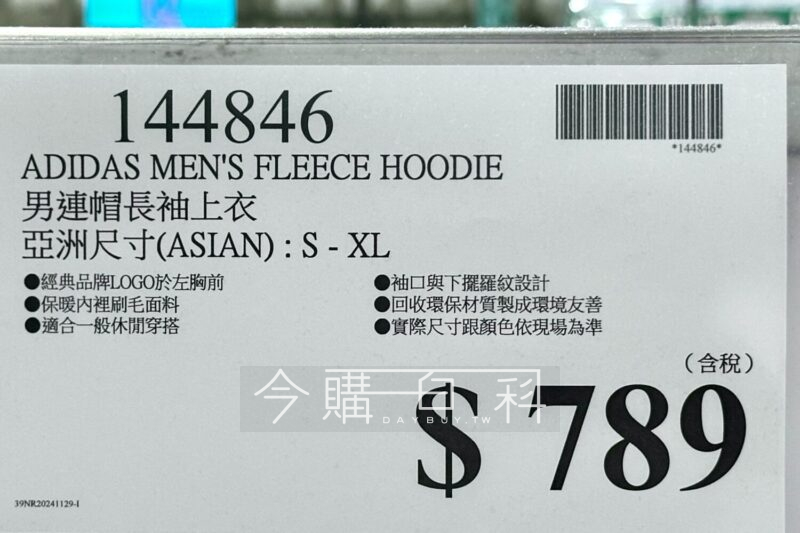 144846
*144846*
ADIDAS MEN'S FLEECE HOODIE
男連帽長袖上衣
亞洲尺寸(ASIAN) : S - XL
●經典品牌LOGO於左胸前
●保暖內裡刷毛面料
●適合一般休閒穿搭
●袖口與下擺羅紋設計
●回收環保材質製成環境友善
●實際尺寸跟顏色依現場為準
（含稅）
$ 789
今購百科
DAYBUY.TW
39NR20241129-I